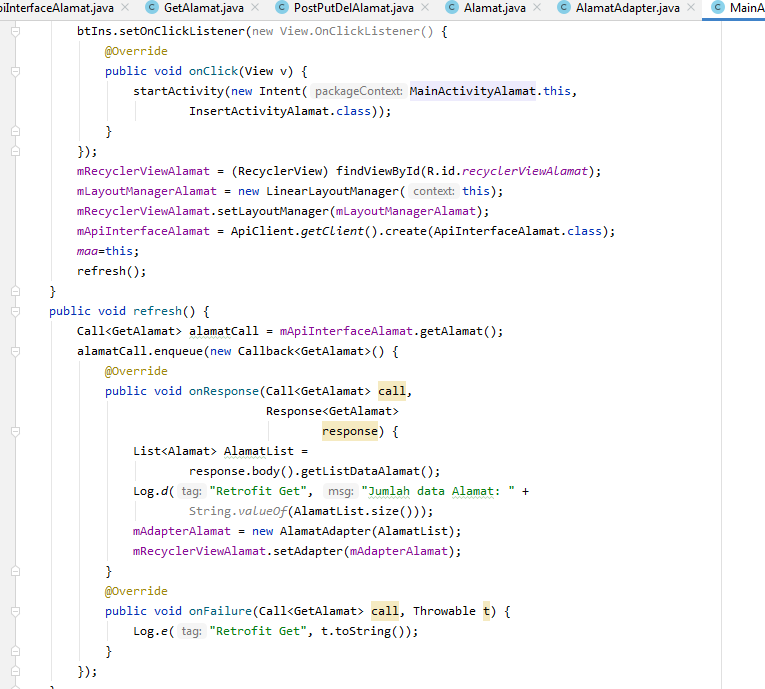 piInterfaceAlamat.java GetAlamat.java PostPutDelAlamat.java Alamat.java AlamatAdapter.java MainA
btIns.setOnClickListener(new View.OnClickListener() {
@Override
public void onClick(View v) {
startActivity(new Intent( packageContext: MainActivityAlamat.this,
InsertActivityAlamat.class));
}
});
mRecyclerViewAlamat = (RecyclerView) findViewById(R.id.recyclerViewAlamat);
mLayoutManagerAlamat = new LinearLayoutManager( context: this);
mRecyclerViewAlamat.setLayoutManager(mLayoutManagerAlamat);
mApiInterfaceAlamat = ApiClient.getClient().create(ApiInterfaceAlamat.class);
maa=this;
refresh();
}
public void refresh() {
Call<GetAlamat> alamatCall = mApiInterfaceAlamat.getAlamat();
alamatCall.enqueue(new Callback<GetAlamat>() {
@Override
public void onResponse(Call<GetAlamat> call,
Response<GetAlamat>
response) {
List<Alamat> AlamatList =
response.body().getListDataAlamat();
Log.d( tag: "Retrofit Get", msg: "Jumlah data Alamat: " +
String.valueOf(AlamatList.size()));
mAdapterAlamat = new AlamatAdapter(AlamatList);
mRecyclerViewAlamat.setAdapter(mAdapterAlamat);
}
@Override
public void onFailure(Call<GetAlamat> call, Throwable t) {
Log.e( tag: "Retrofit Get", t.toString());
}
});